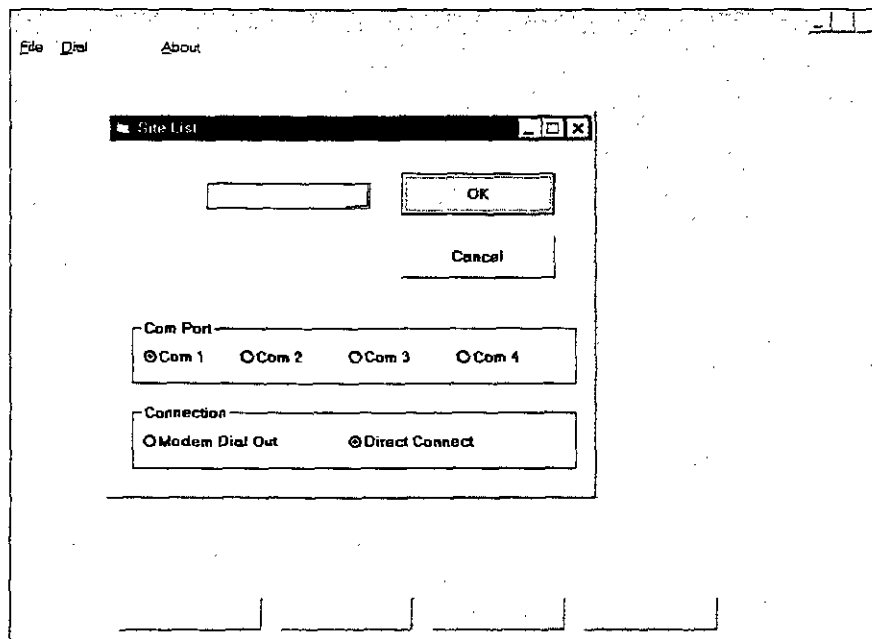 File Dial About
Site List
OK
Cancel
Com Port
Com 1 Com 2 Com 3 Com 4
Connection
Modem Dial Out Direct Connect